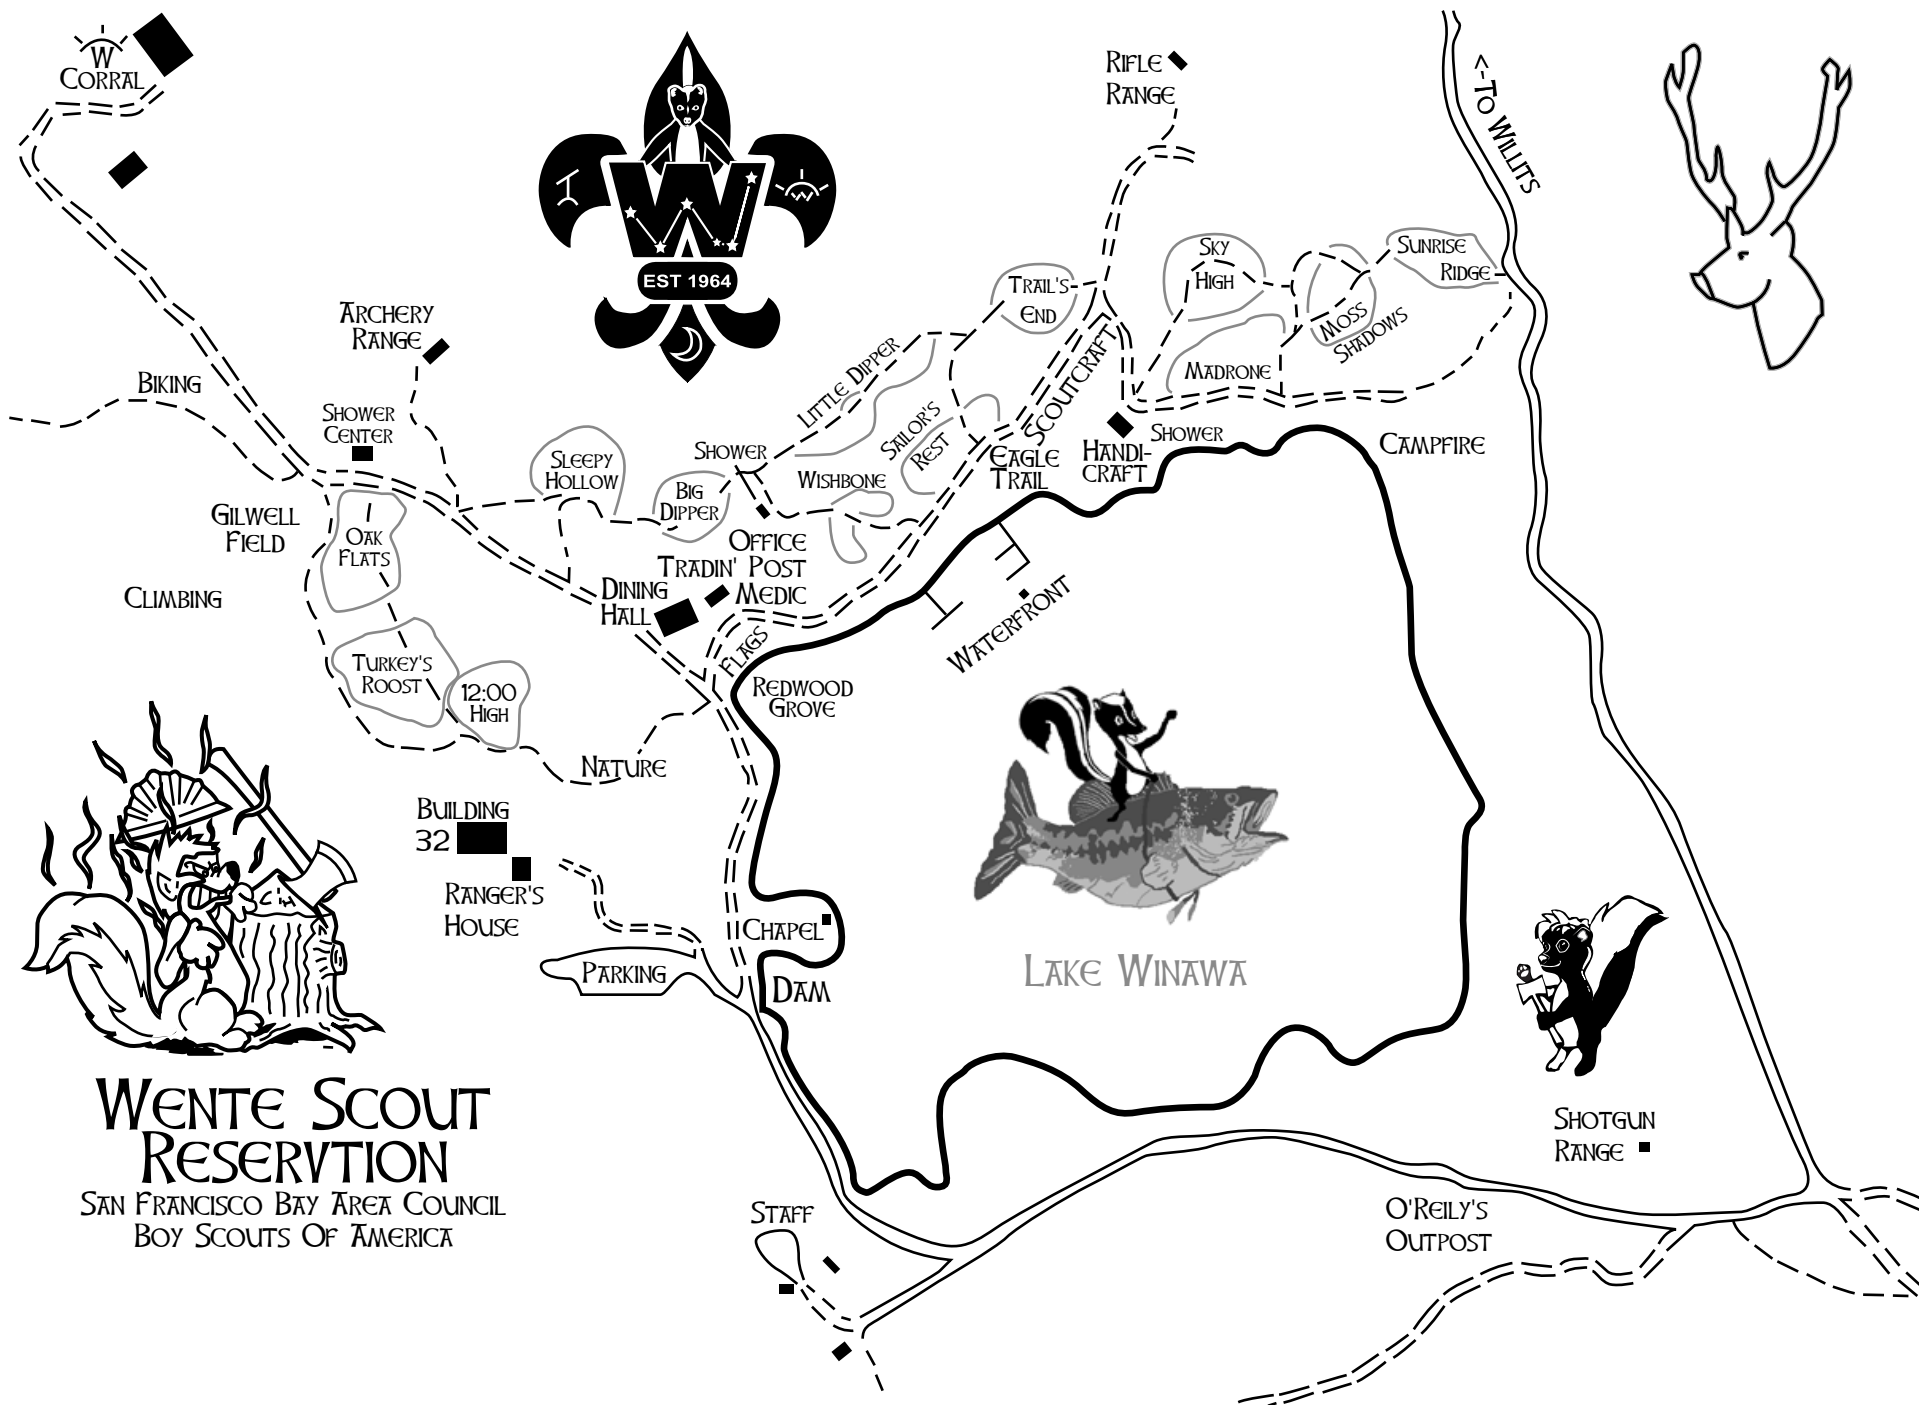 W
CORRAL
RIFLE
RANGE
<-TO WILLITS
W
EST 1964
ARCHERY
RANGE
BIKING
SHOWER
CENTER
SKY
HIGH
SUNRISE
RIDGE
TRAIL'S
END
MOSS
SHADOWS
MADRONE
LITTLE DIPPER
SAILOR'S
REST
SCOUTCRAFT
SLEEPY
HOLLOW
SHOWER
BIG
DIPPER
WISHBONE
EAGLE
TRAIL
HANDI-
CRAFT
SHOWER
CAMPFIRE
GILWELL
FIELD
OAK
FLATS
CLIMBING
OFFICE
TRADIN' POST
MEDIC
DINING
HALL
FLAGS
WATERFRONT
TURKEY'S
ROOST
12:00
HIGH
REDWOOD
GROVE
NATURE
BUILDING
32
RANGER'S
HOUSE
CHAPEL
PARKING
DAM
LAKE WINAWA
WENTE SCOUT
RESERVTION
SAN FRANCISCO BAY AREA COUNCIL
BOY SCOUTS OF AMERICA
SHOTGUN
RANGE
STAFF
O'REILY'S
OUTPOST